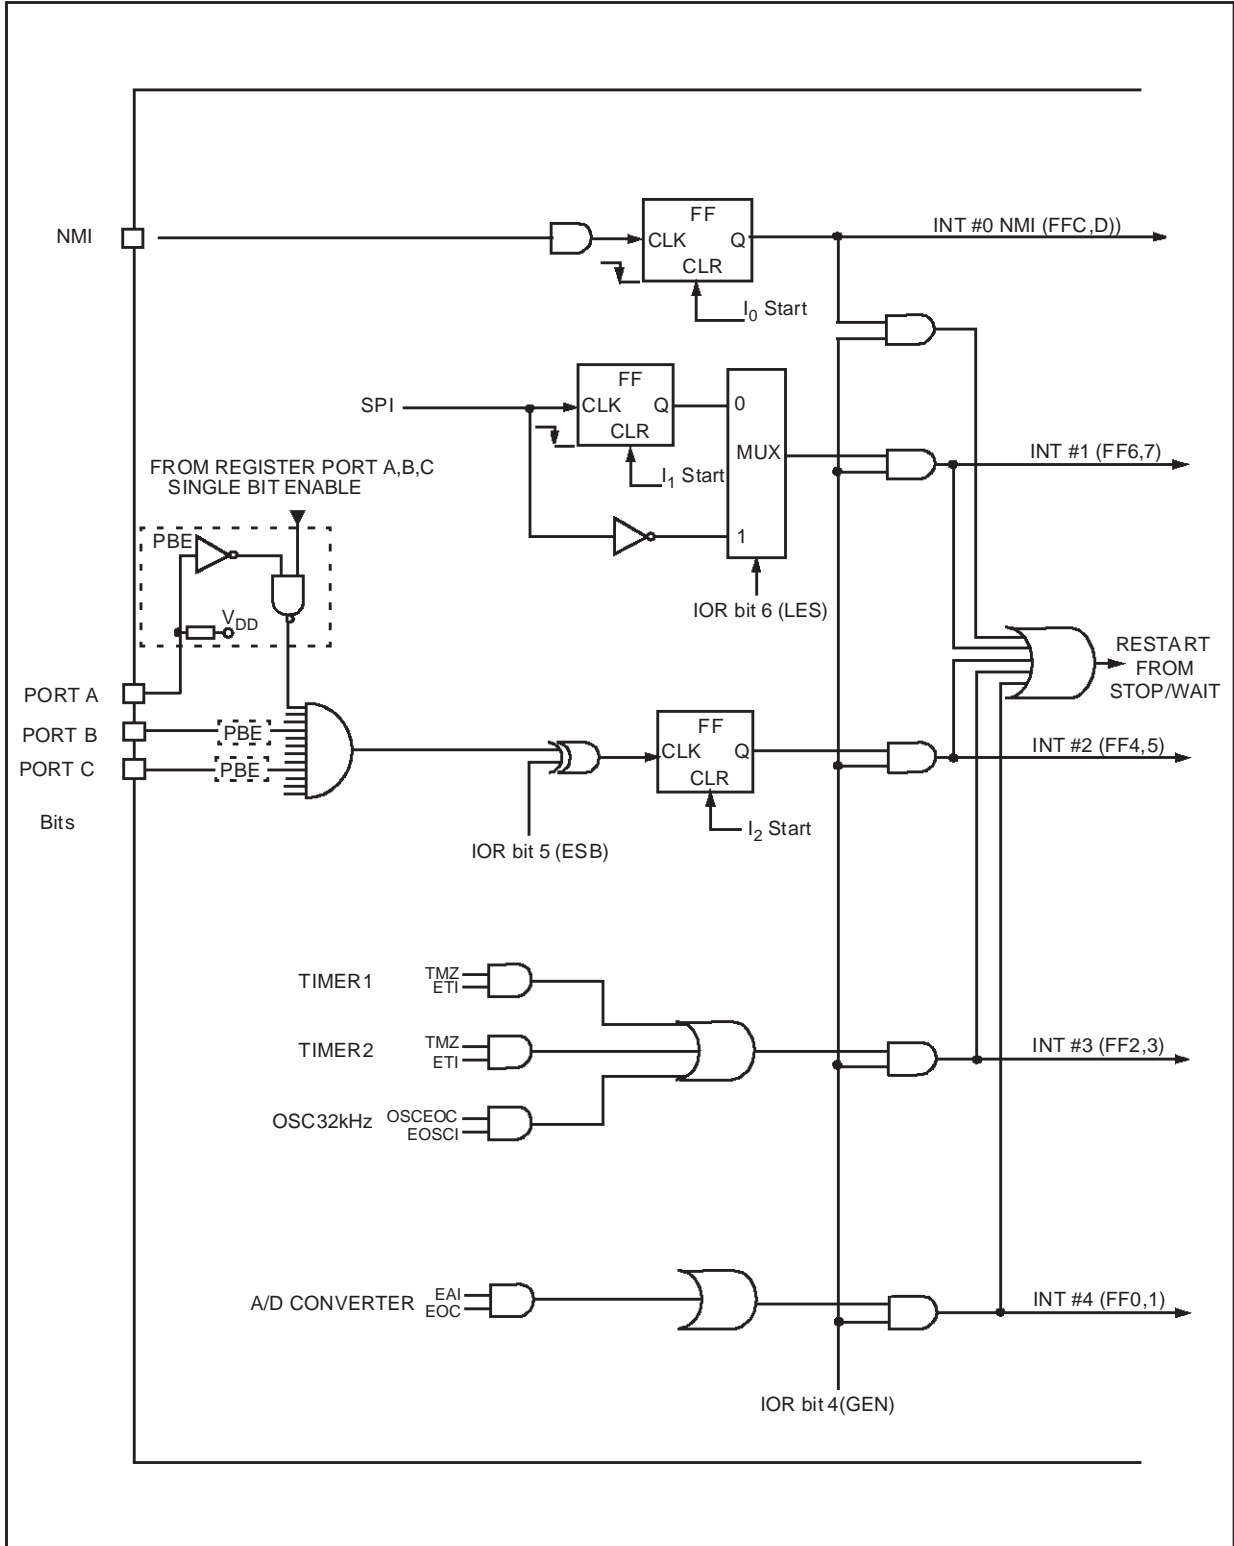 NMI
FF
CLK
Q
CLR
I0 Start
INT #0 NMI (FFC,D))
SPI
FF
CLK
Q
CLR
I1 Start
0
MUX
1
IOR bit 6 (LES)
INT #1 (FF6,7)
FROM REGISTER PORT A,B,C
SINGLE BIT ENABLE
PBE
VDD
PORT A
PORT B
PBE
PORT C
PBE
Bits
IOR bit 5 (ESB)
FF
CLK
Q
CLR
I2 Start
RESTART
FROM
STOP/WAIT
INT #2 (FF4,5)
TIMER1
TMZ
ETI
TIMER2
TMZ
ETI
INT #3 (FF2,3)
OSC32kHz
OSCEOC
EOSCI
A/D CONVERTER
EAI
EOC
INT #4 (FF0,1)
IOR bit 4(GEN)